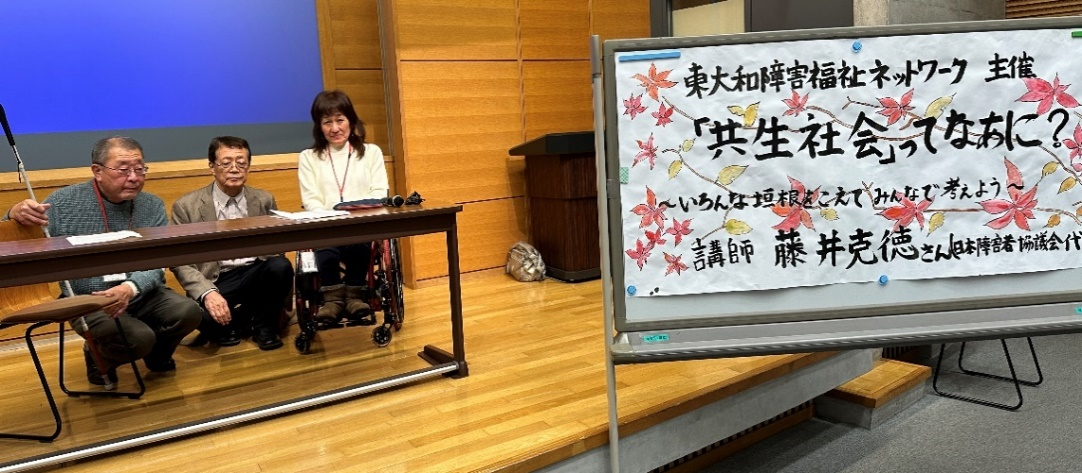 東大和障害福祉ネットワーク 主催
「共生社会」ってなあに？
～いろんな垣根をこえて みんなで考えよう～
講師 藤井克徳さん(日本障害者協議会代